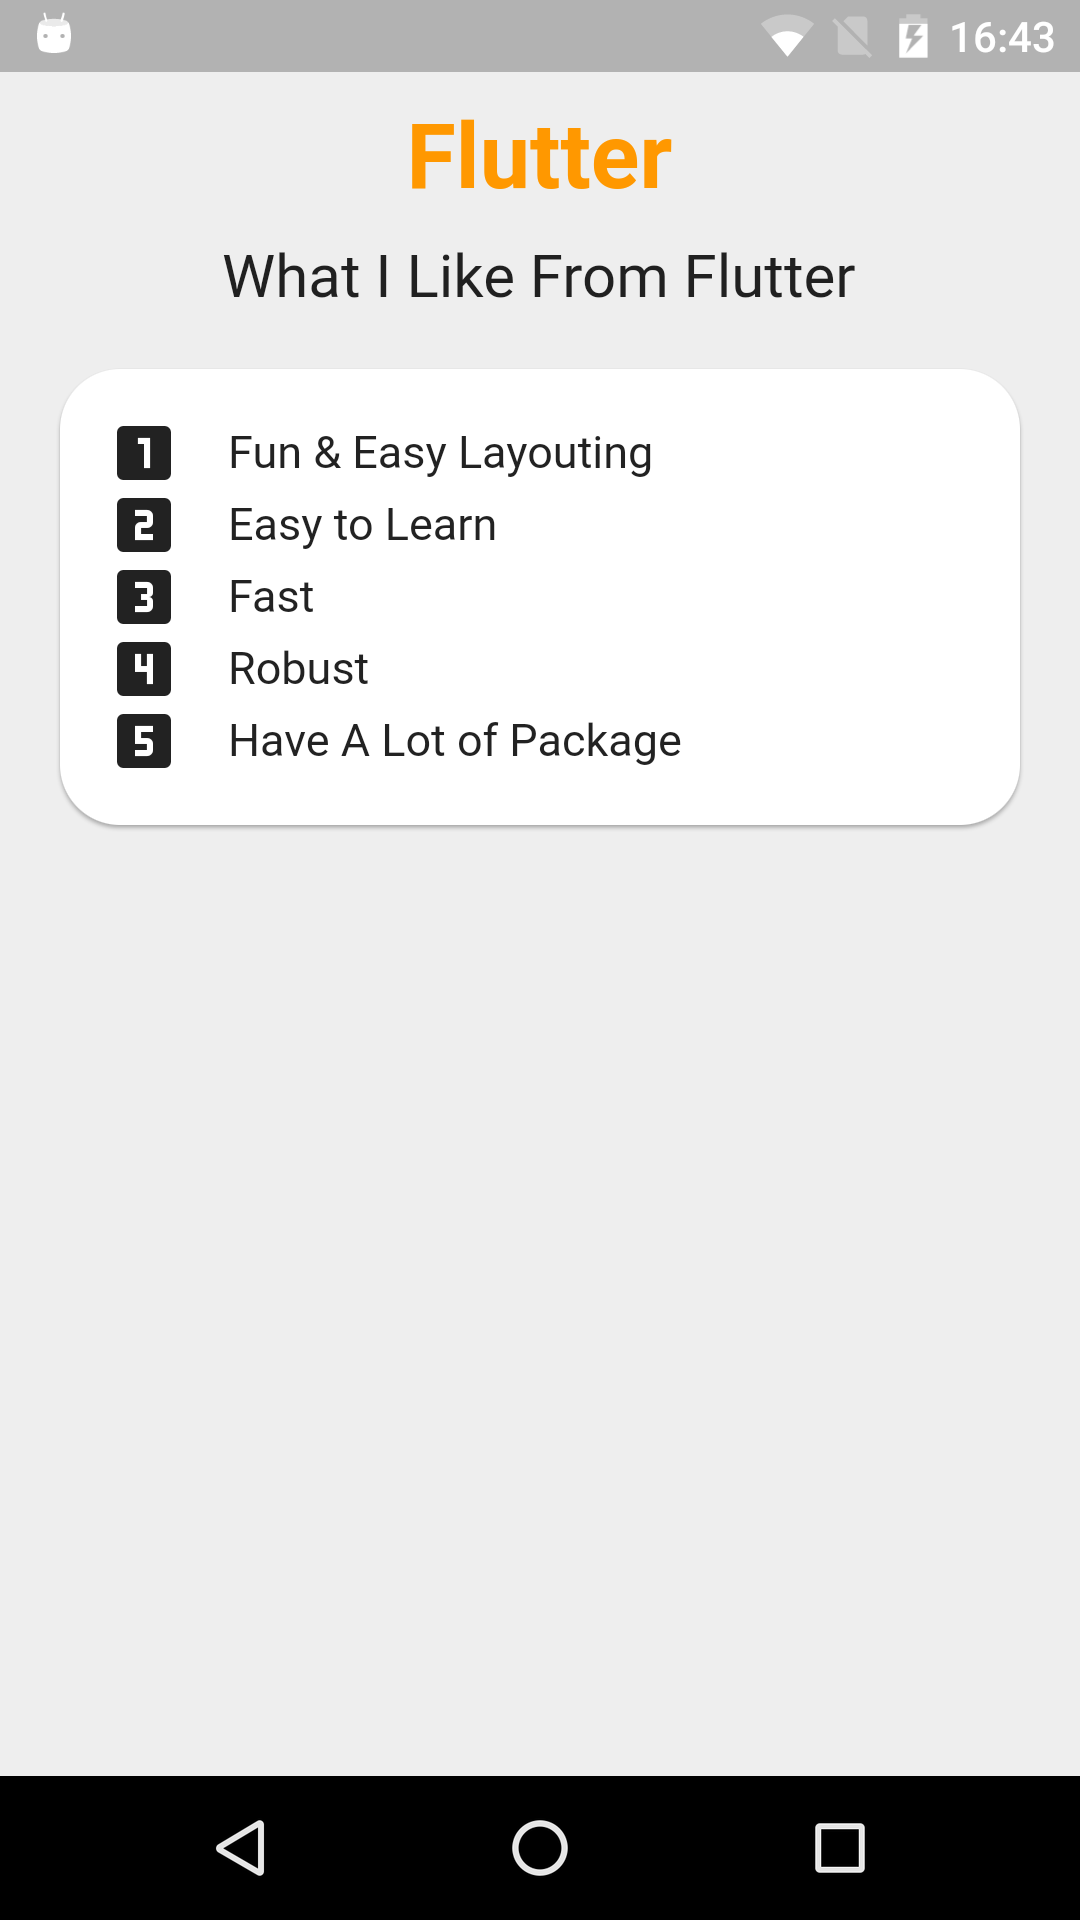 16:43
Flutter
What I Like From Flutter
1 Fun & Easy Layouting
2 Easy to Learn
3 Fast
4 Robust
5 Have A Lot of Package